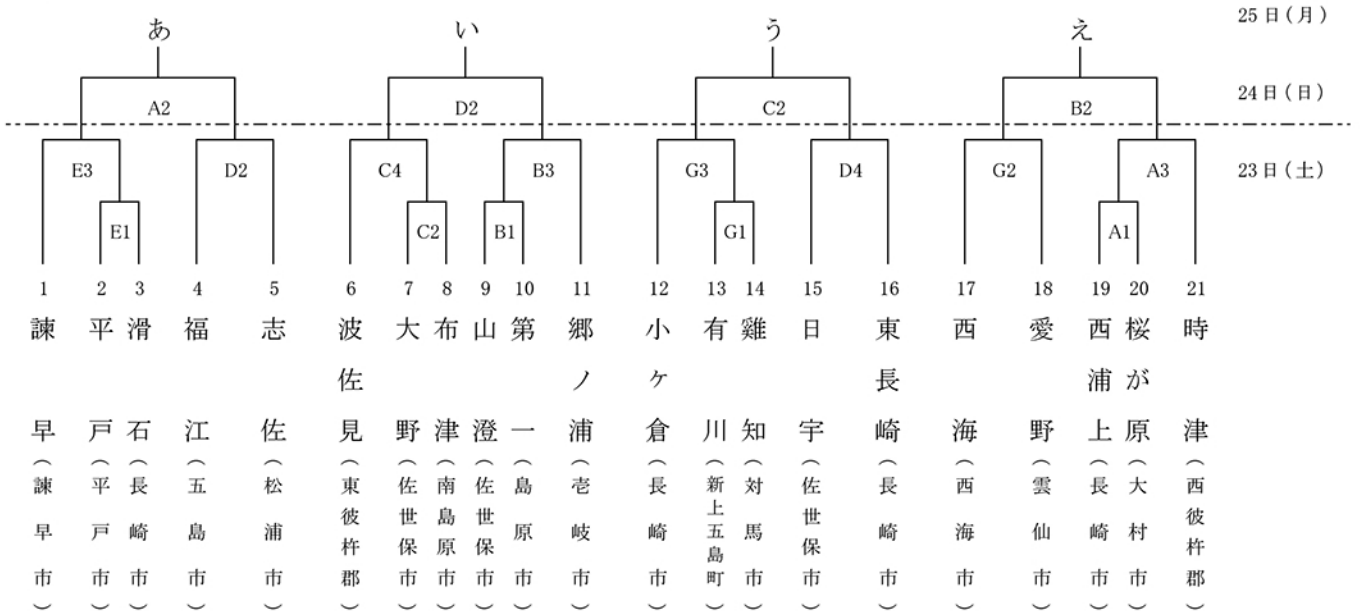 25日(月)
あ
い
う
え
24日(日)
A2
D2
C2
B2
23日(土)
E3
D2
C4
B3
G3
D4
G2
A3
E1
C2
B1
G1
A1
1
諫早(諫早市)
2
平戸(平戸市)
3
滑石(長崎市)
4
福江(五島市)
5
志佐(松浦市)
6
波佐見(東彼杵郡)
7
大野(佐世保市)
8
布津(南島原市)
9
山澄(佐世保市)
10
第一(島原市)
11
郷ノ浦(壱岐市)
12
小ケ倉(長崎市)
13
有川(新上五島町)
14
雞知(対馬市)
15
日宇(佐世保市)
16
東長崎(長崎市)
17
西海(西海市)
18
愛野(雲仙市)
19
西浦上(長崎市)
20
桜が原(大村市)
21
時津(西彼杵郡)